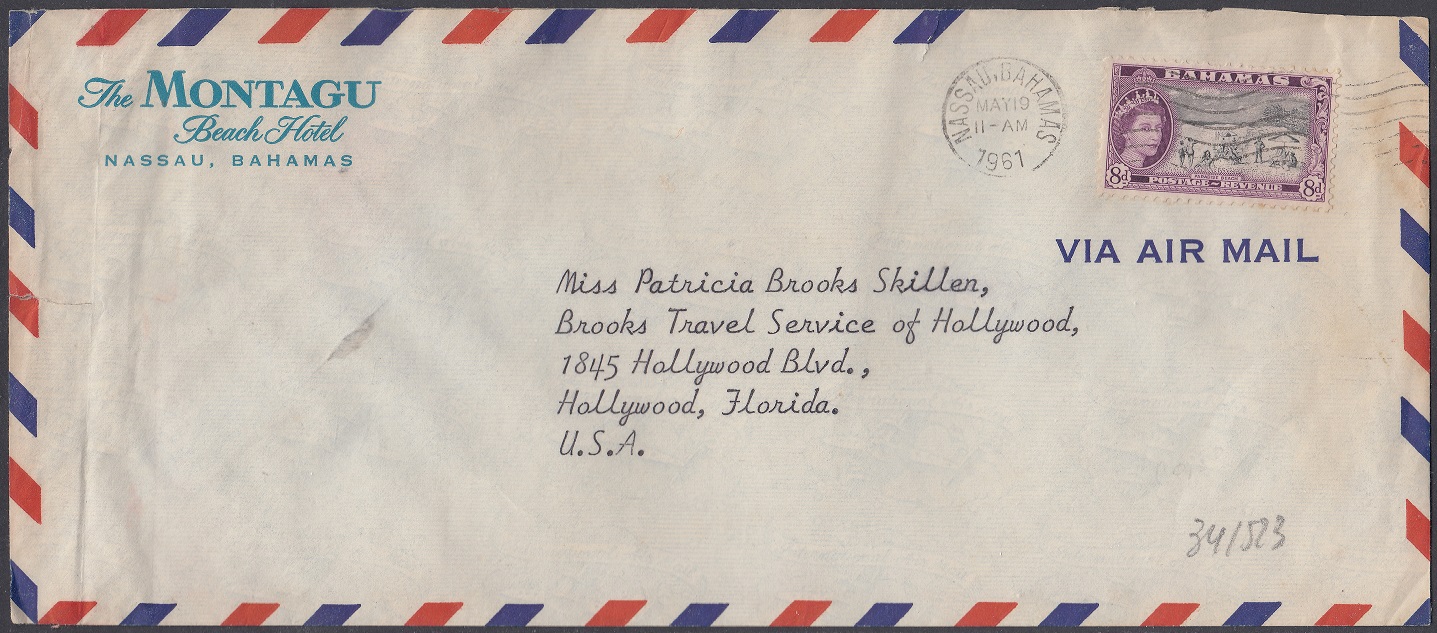 The MONTAGU
Beach Hotel
NASSAU, BAHAMAS
NASSAU, BAHAMAS
MAY 19
11-AM
1961
BAHAMAS
8d
POSTAGE-REVENUE
8d
VIA AIR MAIL
Miss Patricia Brooks Skillen,
Brooks Travel Service of Hollywood,
1845 Hollywood Blvd.,
Hollywood, Florida.
U.S.A.
34/523